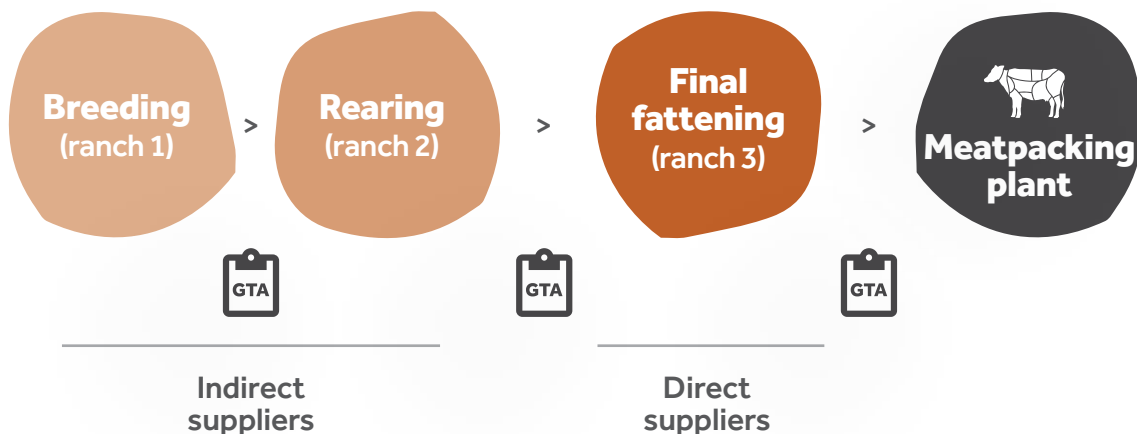 Breeding
(ranch 1)
>
Rearing
(ranch 2)
>
Final
fattening
(ranch 3)
>
Meatpacking
plant
GTA
GTA
GTA
Indirect
suppliers
Direct
suppliers